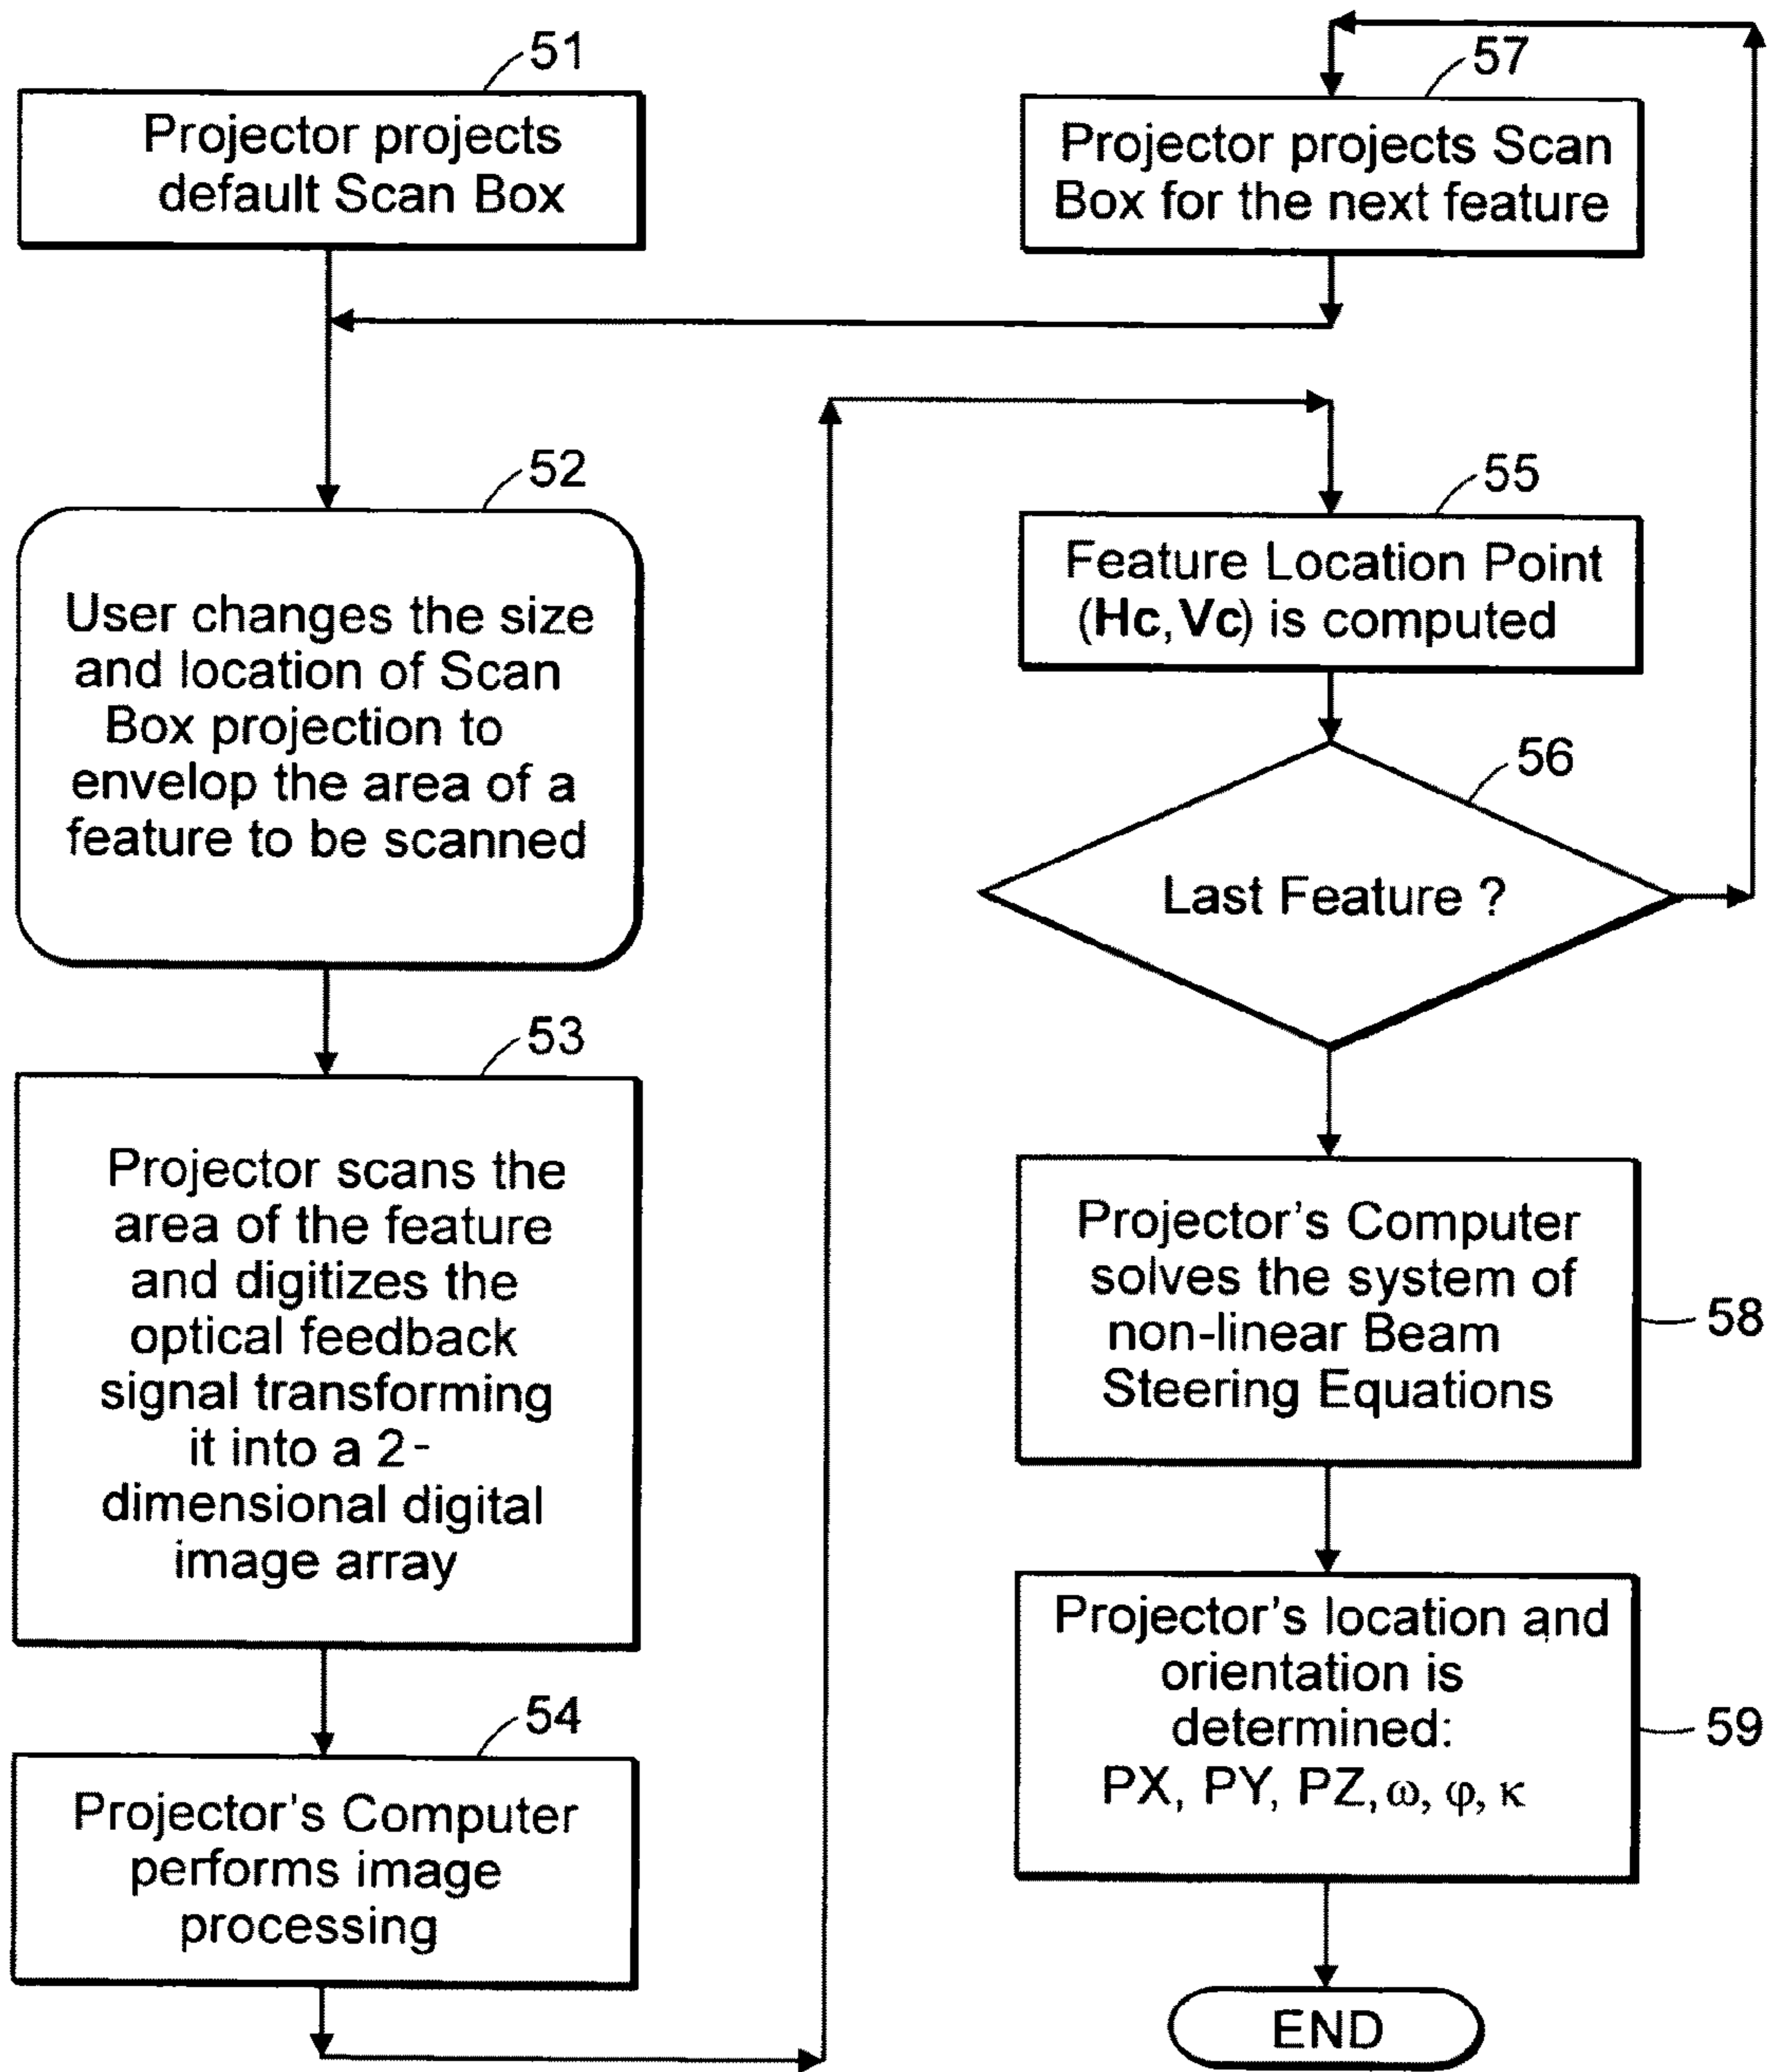 51
Projector projects
default Scan Box
52
User changes the size
and location of Scan
Box projection to
envelop the area of a
feature to be scanned
53
Projector scans the
area of the feature
and digitizes the
optical feedback
signal transforming
it into a 2-
dimensional digital
image array
54
Projector's Computer
performs image
processing
57
Projector projects Scan
Box for the next feature
55
Feature Location Point
(Hc, Vc) is computed
56
Last Feature ?
58
Projector's Computer
solves the system of
non-linear Beam
Steering Equations
59
Projector's location and
orientation is
determined:
PX, PY, PZ, ω, φ, κ
END